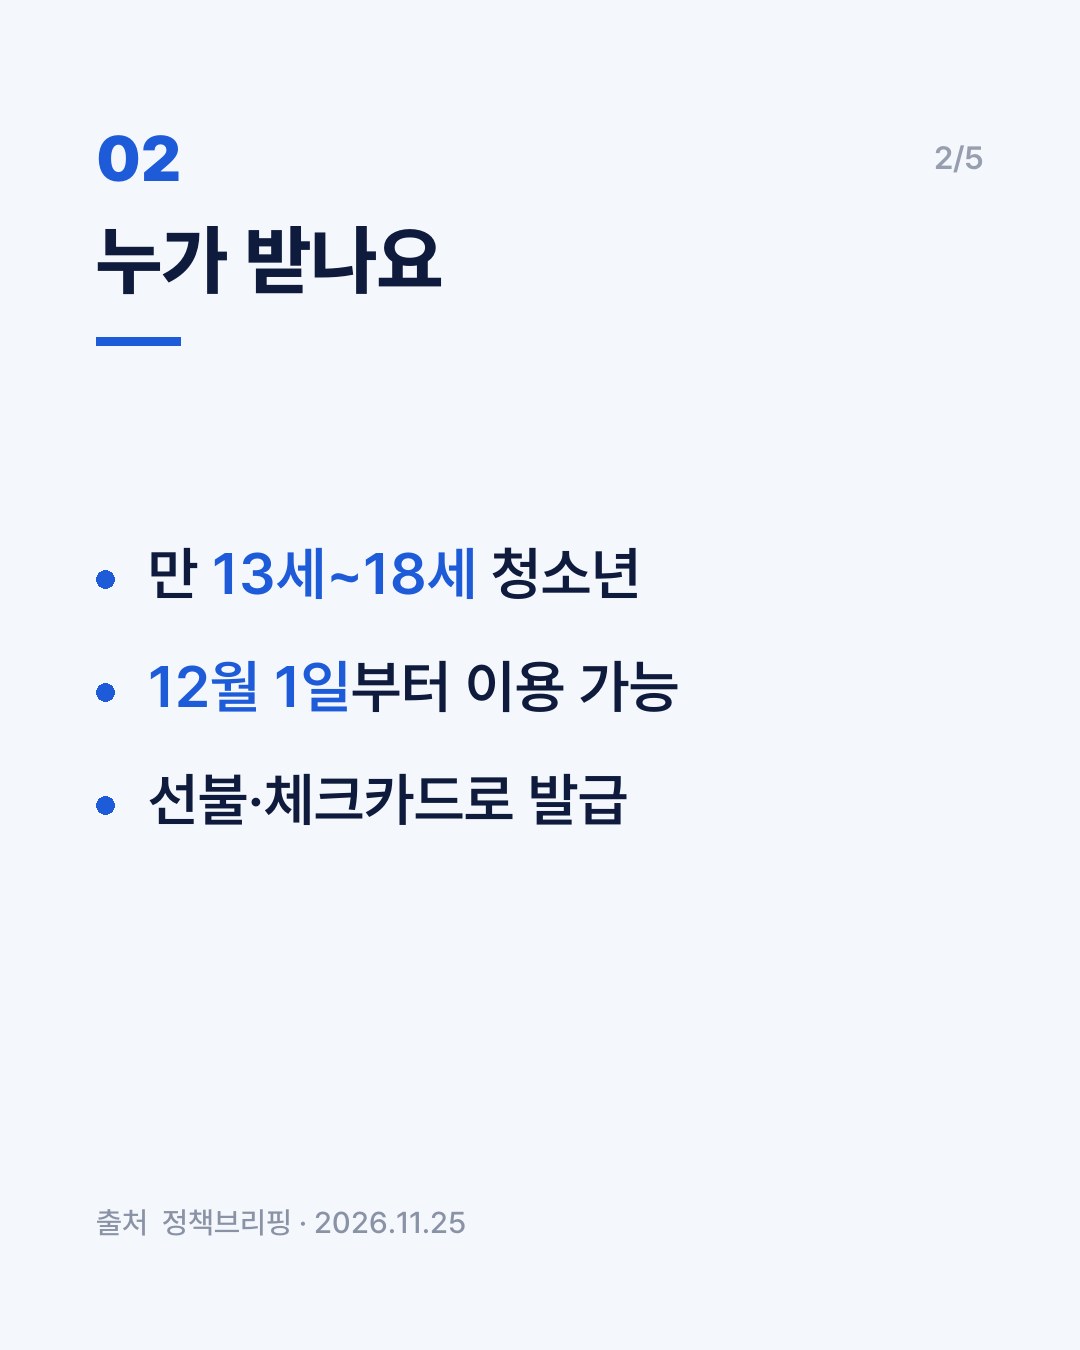 02
2/5
누가 받나요
만 13세~18세 청소년
12월 1일부터 이용 가능
선불·체크카드로 발급
출처 정책브리핑 · 2026.11.25